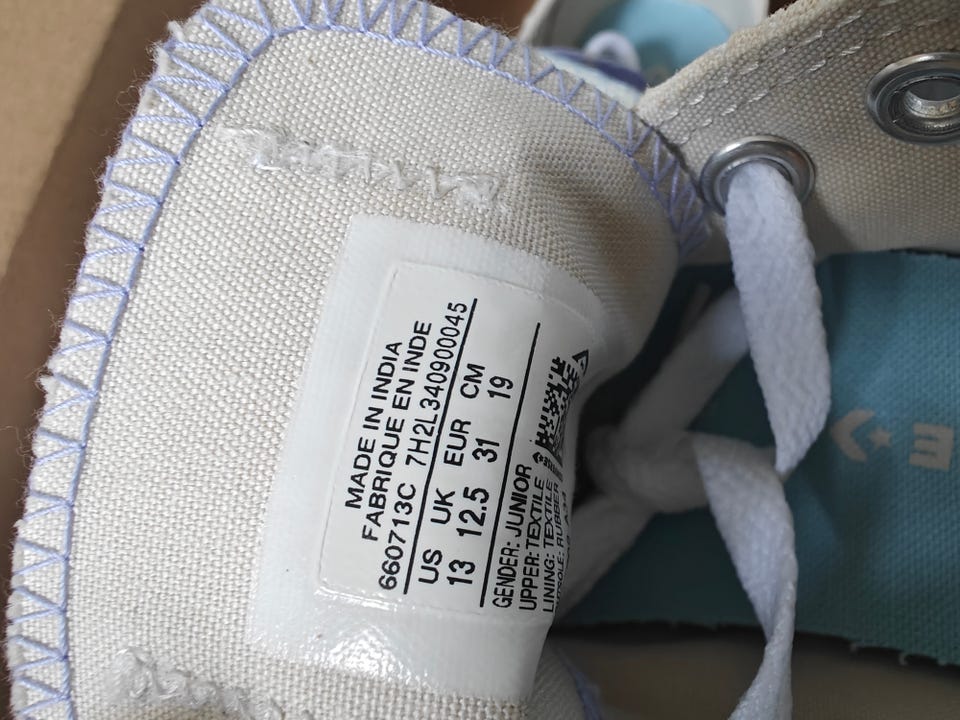 MADE IN INDIA
FABRIQUE EN INDE
660713C 7H2L340900045
US UK EUR CM
13 12.5 31 19
GENDER: JUNIOR
UPPER: TEXTILE
LINING: TEXTILE
RUBBER